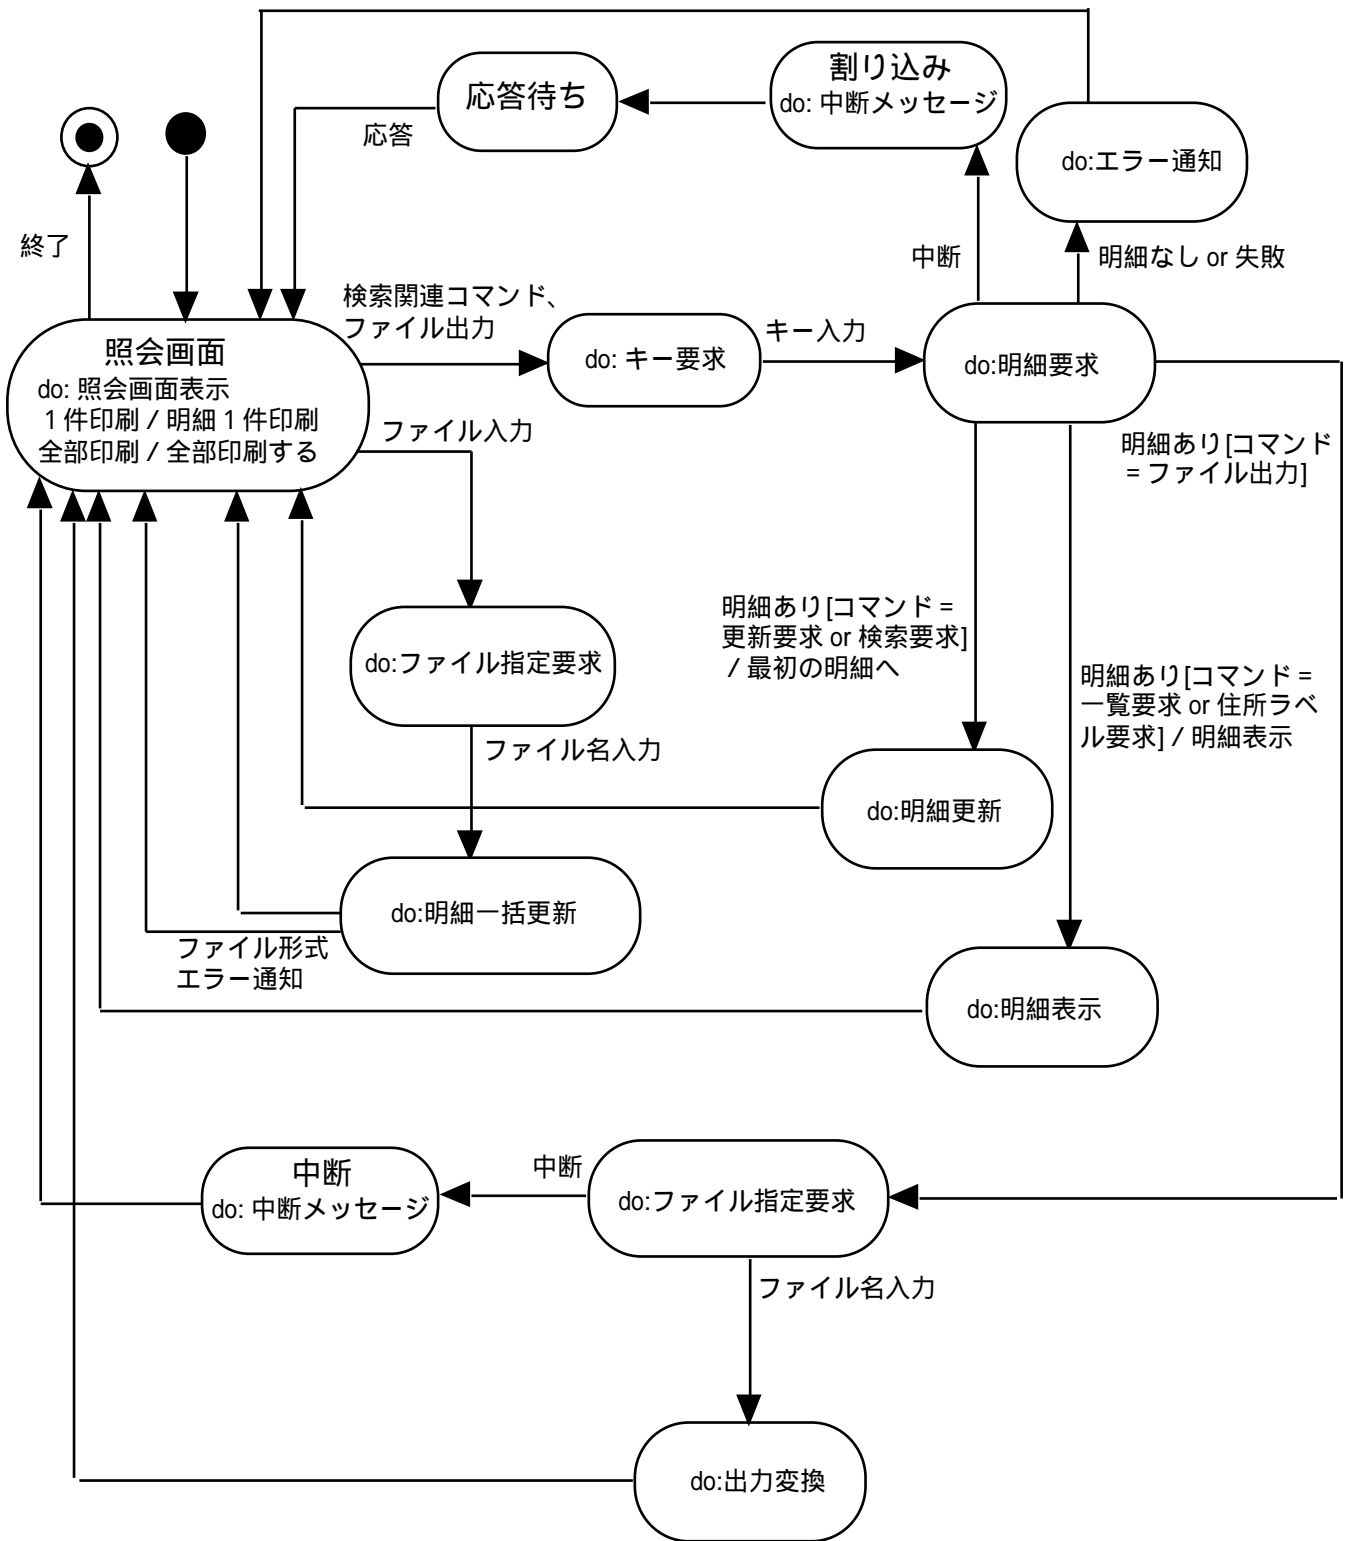 割り込み
do: 中断メッセージ
応答待ち
応答
do:エラー通知
終了
中断
明細なし or 失敗
検索関連コマンド、
ファイル出力
キー入力
照会画面
do: 照会画面表示
１件印刷 / 明細１件印刷
全部印刷 / 全部印刷する
do: キー要求
do:明細要求
ファイル入力
明細あり[コマンド
= ファイル出力]
明細あり[コマンド =
更新要求 or 検索要求]
/ 最初の明細へ
do:ファイル指定要求
明細あり[コマンド =
一覧要求 or 住所ラベ
ル要求] / 明細表示
ファイル名入力
do:明細更新
do:明細一括更新
ファイル形式
エラー通知
do:明細表示
中断
do: 中断メッセージ
中断
do:ファイル指定要求
ファイル名入力
do:出力変換